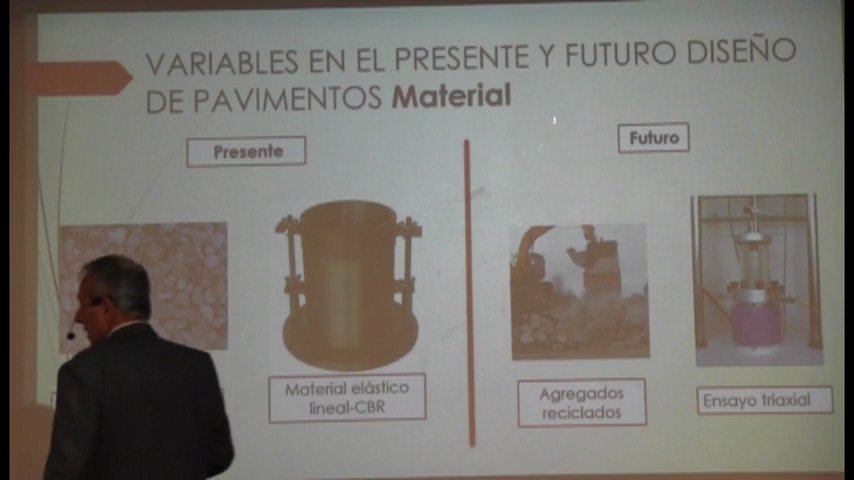 VARIABLES EN EL PRESENTE Y FUTURO DISEÑO
DE PAVIMENTOS Material
Presente
Futuro
Material elástico
lineal-CBR
Agregados
reciclados
Ensayo triaxial